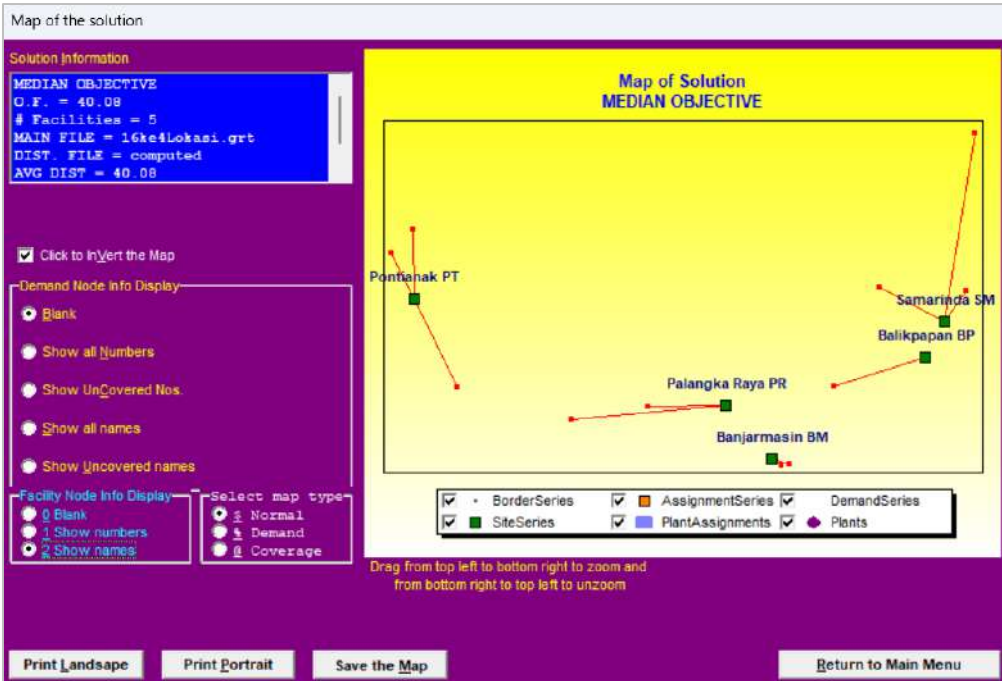 Map of the solution
Solution Information
MEDIAN OBJECTIVE
O.F. = 40.08
# Facilities = 5
MAIN FILE = 16ke4Lokasi.grt
DIST. FILE = computed
AVG DIST = 40.08
Click to InVert the Map
Demand Node Info Display
Blank
Show all Numbers
Show UnCovered Nos.
Show all names
Show Uncovered names
Facility Node Info Display
0 Blank
1 Show numbers
2 Show names
Select map type
$ Normal
% Demand
@ Coverage
Map of Solution
MEDIAN OBJECTIVE
Pontianak PT
Samarinda SM
Balikpapan BP
Palangka Raya PR
Banjarmasin BM
BorderSeries AssignmentSeries DemandSeries
SiteSeries PlantAssignments Plants
Drag from top left to bottom right to zoom and
from bottom right to top left to unzoom
Print Landsape Print Portrait Save the Map Return to Main Menu